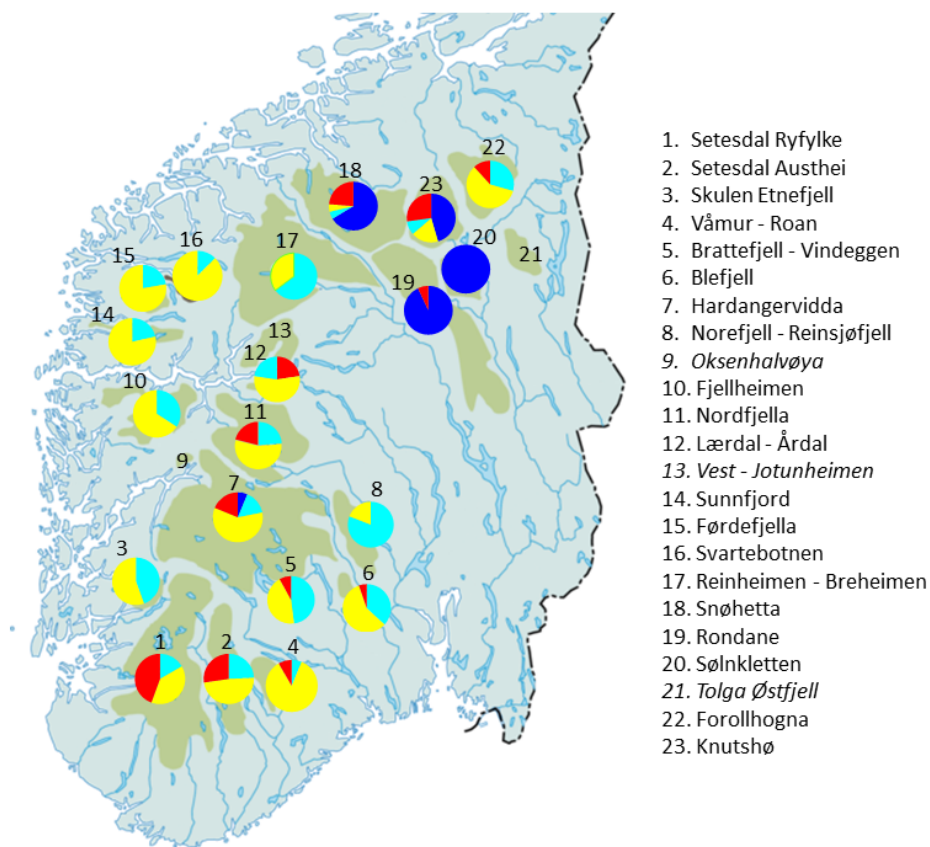 22
18
23
16
20
15
17
21
19
14
13
12
10
11
9
7
8
3
5
6
1
2
4
1. Setesdal Ryfylke
2. Setesdal Austhei
3. Skulen Etnefjell
4. Våmur - Roan
5. Brattefjell - Vindeggen
6. Blefjell
7. Hardangervidda
8. Norefjell - Reinsjøfjell
9. Oksenhalvøya
10. Fjellheimen
11. Nordfjella
12. Lærdal - Årdal
13. Vest - Jotunheimen
14. Sunnfjord
15. Førdefjella
16. Svartebotnen
17. Reinheimen - Breheimen
18. Snøhetta
19. Rondane
20. Sølnkletten
21. Tolga Østfjell
22. Forollhogna
23. Knutshø